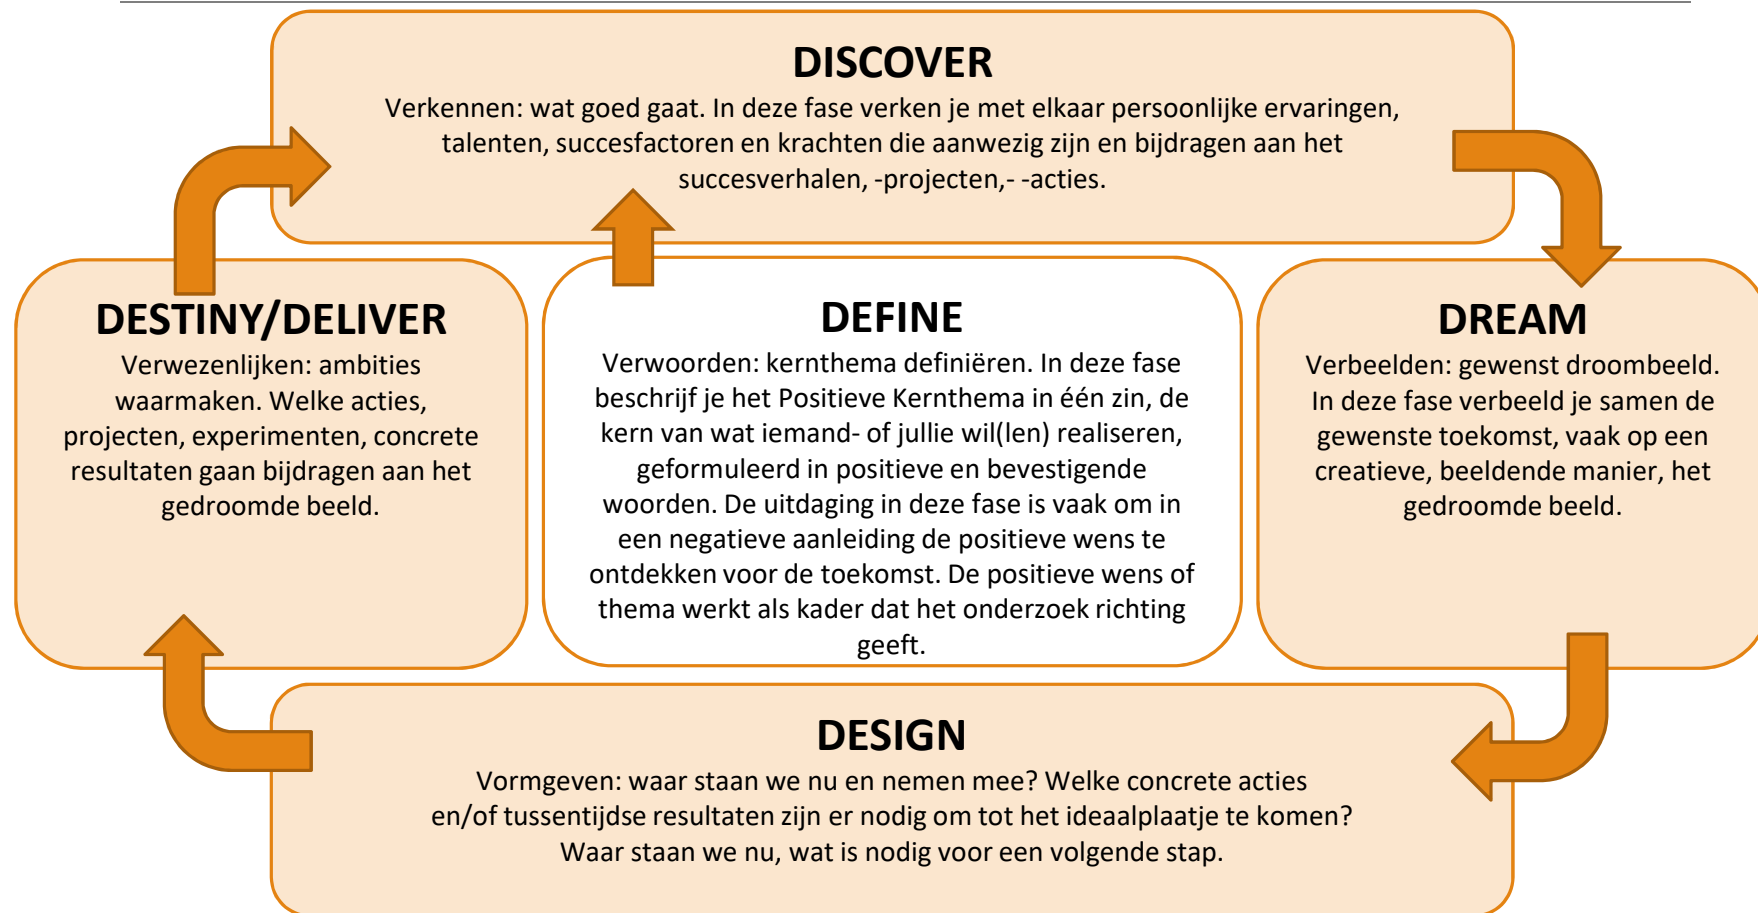 DISCOVER
Verkennen: wat goed gaat. In deze fase verken je met elkaar persoonlijke ervaringen,
talenten, succesfactoren en krachten die aanwezig zijn en bijdragen aan het
succesverhalen, -projecten,- -acties.
DESTINY/DELIVER
Verwezenlijken: ambities
waarmaken. Welke acties,
projecten, experimenten, concrete
resultaten gaan bijdragen aan het
gedroomde beeld.
DEFINE
Verwoorden: kernthema definiëren. In deze fase
beschrijf je het Positieve Kernthema in één zin, de
kern van wat iemand- of jullie wil(len) realiseren,
geformuleerd in positieve en bevestigende
woorden. De uitdaging in deze fase is vaak om in
een negatieve aanleiding de positieve wens te
ontdekken voor de toekomst. De positieve wens of
thema werkt als kader dat het onderzoek richting
geeft.
DREAM
Verbeelden: gewenst droombeeld.
In deze fase verbeeld je samen de
gewenste toekomst, vaak op een
creatieve, beeldende manier, het
gedroomde beeld.
DESIGN
Vormgeven: waar staan we nu en nemen mee? Welke concrete acties
en/of tussentijdse resultaten zijn er nodig om tot het ideaalplaatje te komen?
Waar staan we nu, wat is nodig voor een volgende stap.